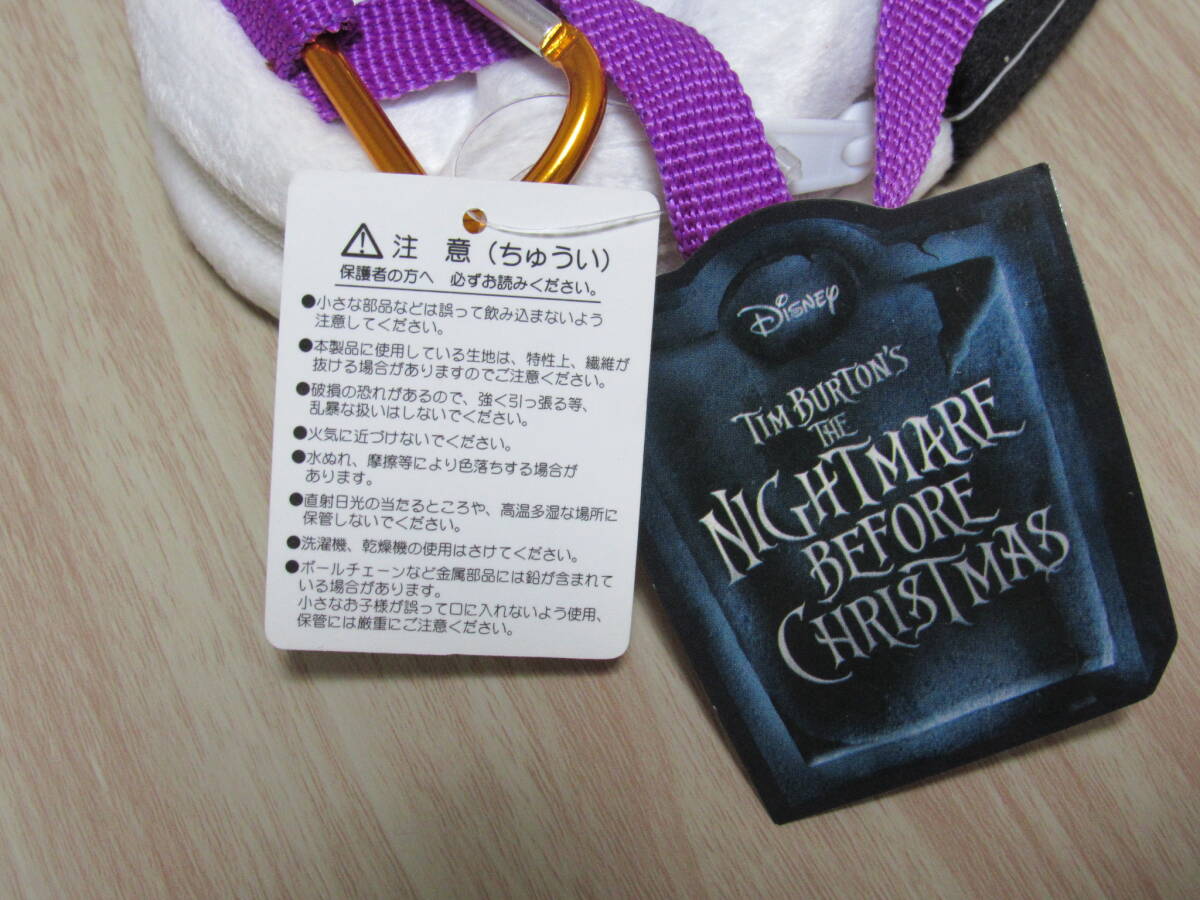 注 意（ちゅうい）
保護者の方へ 必ずお読みください。
●小さな部品などは誤って飲み込まないよう
注意してください。
●本製品に使用している生地は、特性上、繊維が
抜ける場合がありますのでご注意ください。
●破損の恐れがあるので、強く引っ張る等、
乱暴な扱いはしないでください。
●火気に近づけないでください。
●水ぬれ、摩擦等により色落ちする場合が
あります。
●直射日光の当たるところや、高温多湿な場所に
保管しないでください。
●洗濯機、乾燥機の使用はさけてください。
●ボールチェーンなど金属部品には鉛が含まれて
いる場合があります。
小さなお子様が誤って口に入れないよう使用、
保管には厳重にご注意ください。
DISNEY
TIM BURTON'S
THE
NIGHTMARE
BEFORE
CHRISTMAS